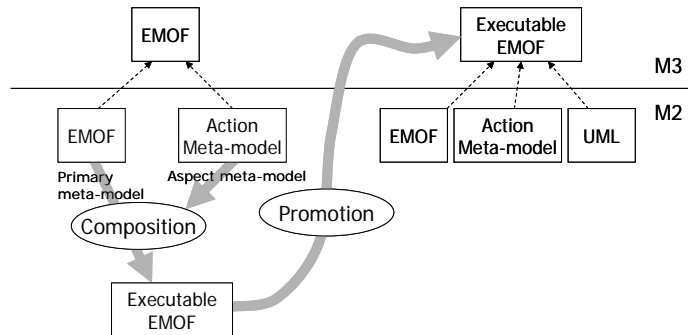 EMOF
Executable
EMOF
M3
M2
EMOF
Action
Meta-model
EMOF
Action
Meta-model
UML
Primary
meta-model
Aspect meta-model
Composition
Promotion
Executable
EMOF